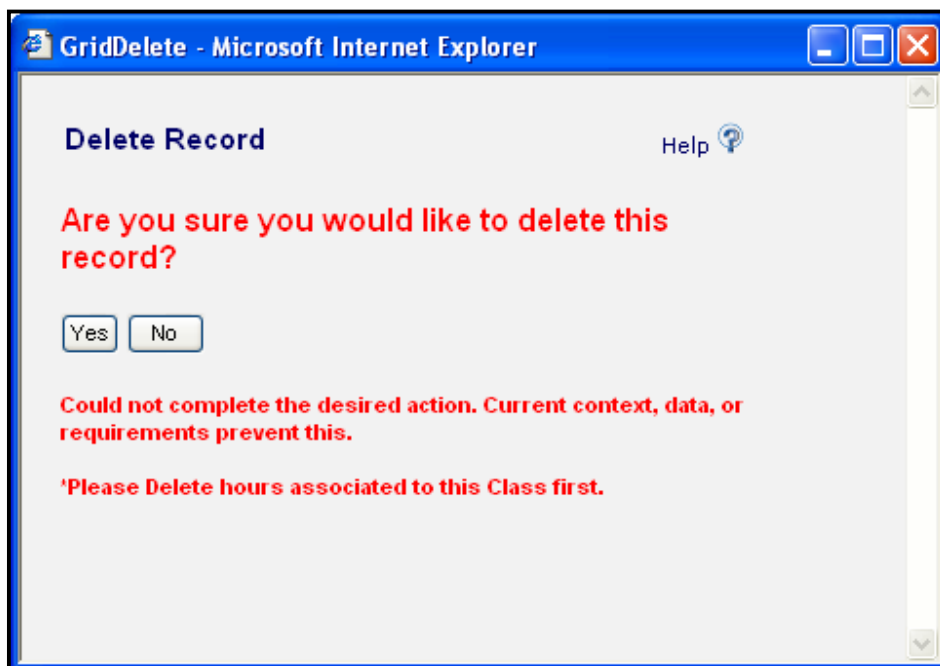 GridDelete - Microsoft Internet Explorer
Delete Record
Help
Are you sure you would like to delete this
record?
Yes No
Could not complete the desired action. Current context, data, or
requirements prevent this.
*Please Delete hours associated to this Class first.